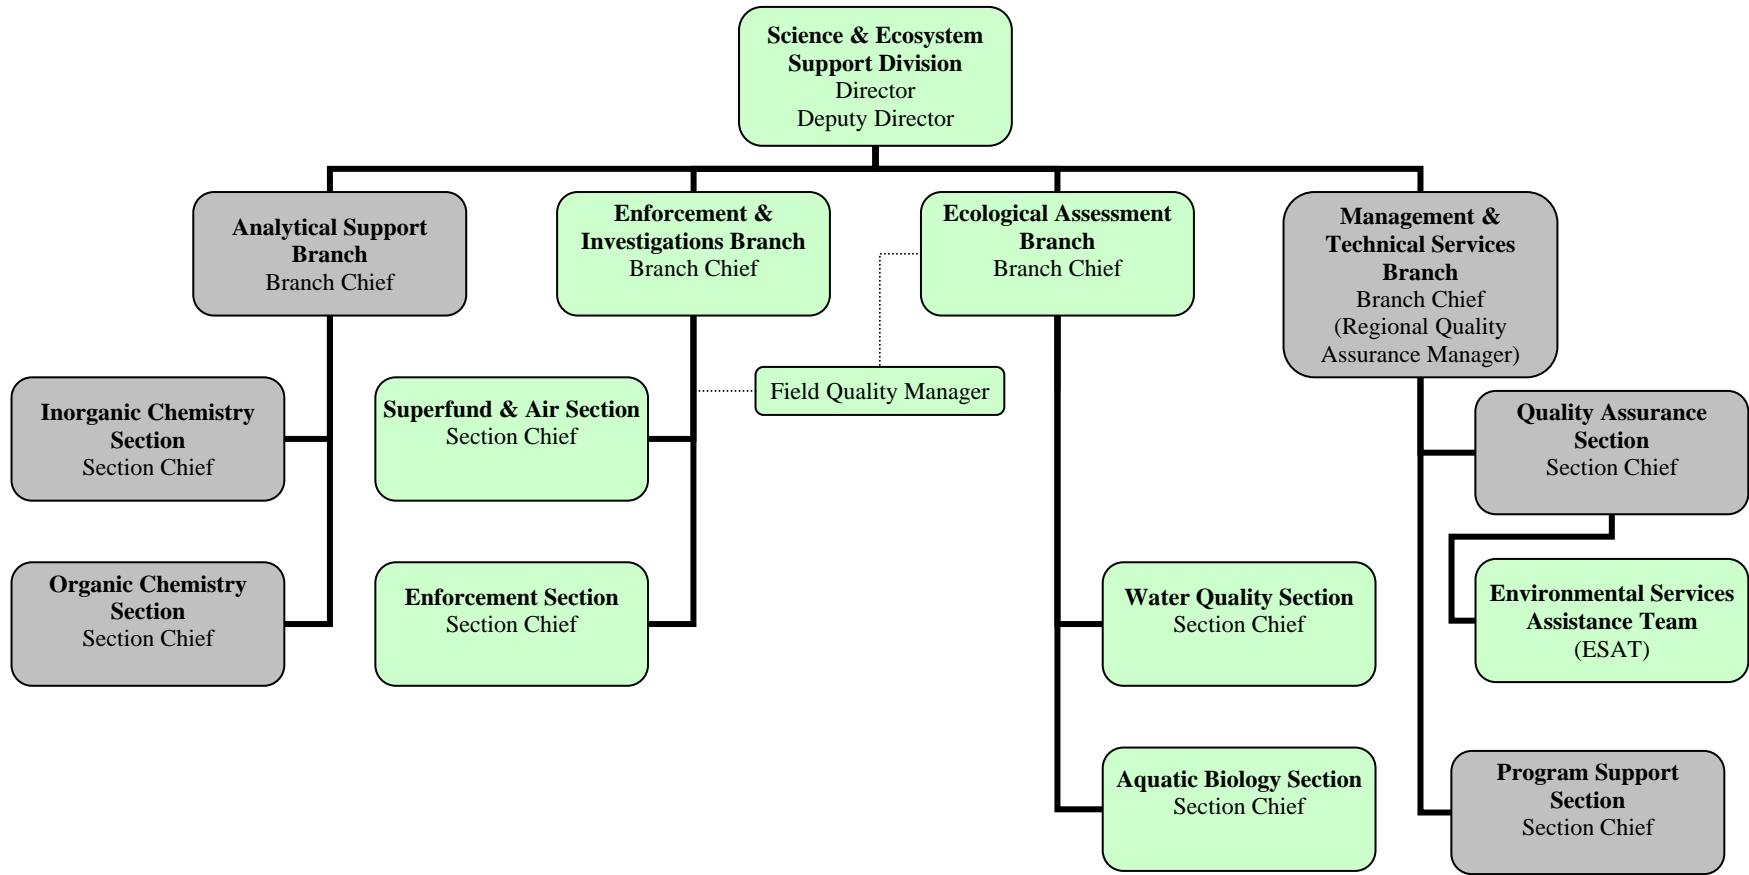 Science & Ecosystem
Support Division
Director
Deputy Director
Analytical Support
Branch
Branch Chief
Enforcement &
Investigations Branch
Branch Chief
Ecological Assessment
Branch
Branch Chief
Management &
Technical Services
Branch
Branch Chief
(Regional Quality
Assurance Manager)
Field Quality Manager
Inorganic Chemistry
Section
Section Chief
Superfund & Air Section
Section Chief
Quality Assurance
Section
Section Chief
Organic Chemistry
Section
Section Chief
Enforcement Section
Section Chief
Water Quality Section
Section Chief
Environmental Services
Assistance Team
(ESAT)
Aquatic Biology Section
Section Chief
Program Support
Section
Section Chief